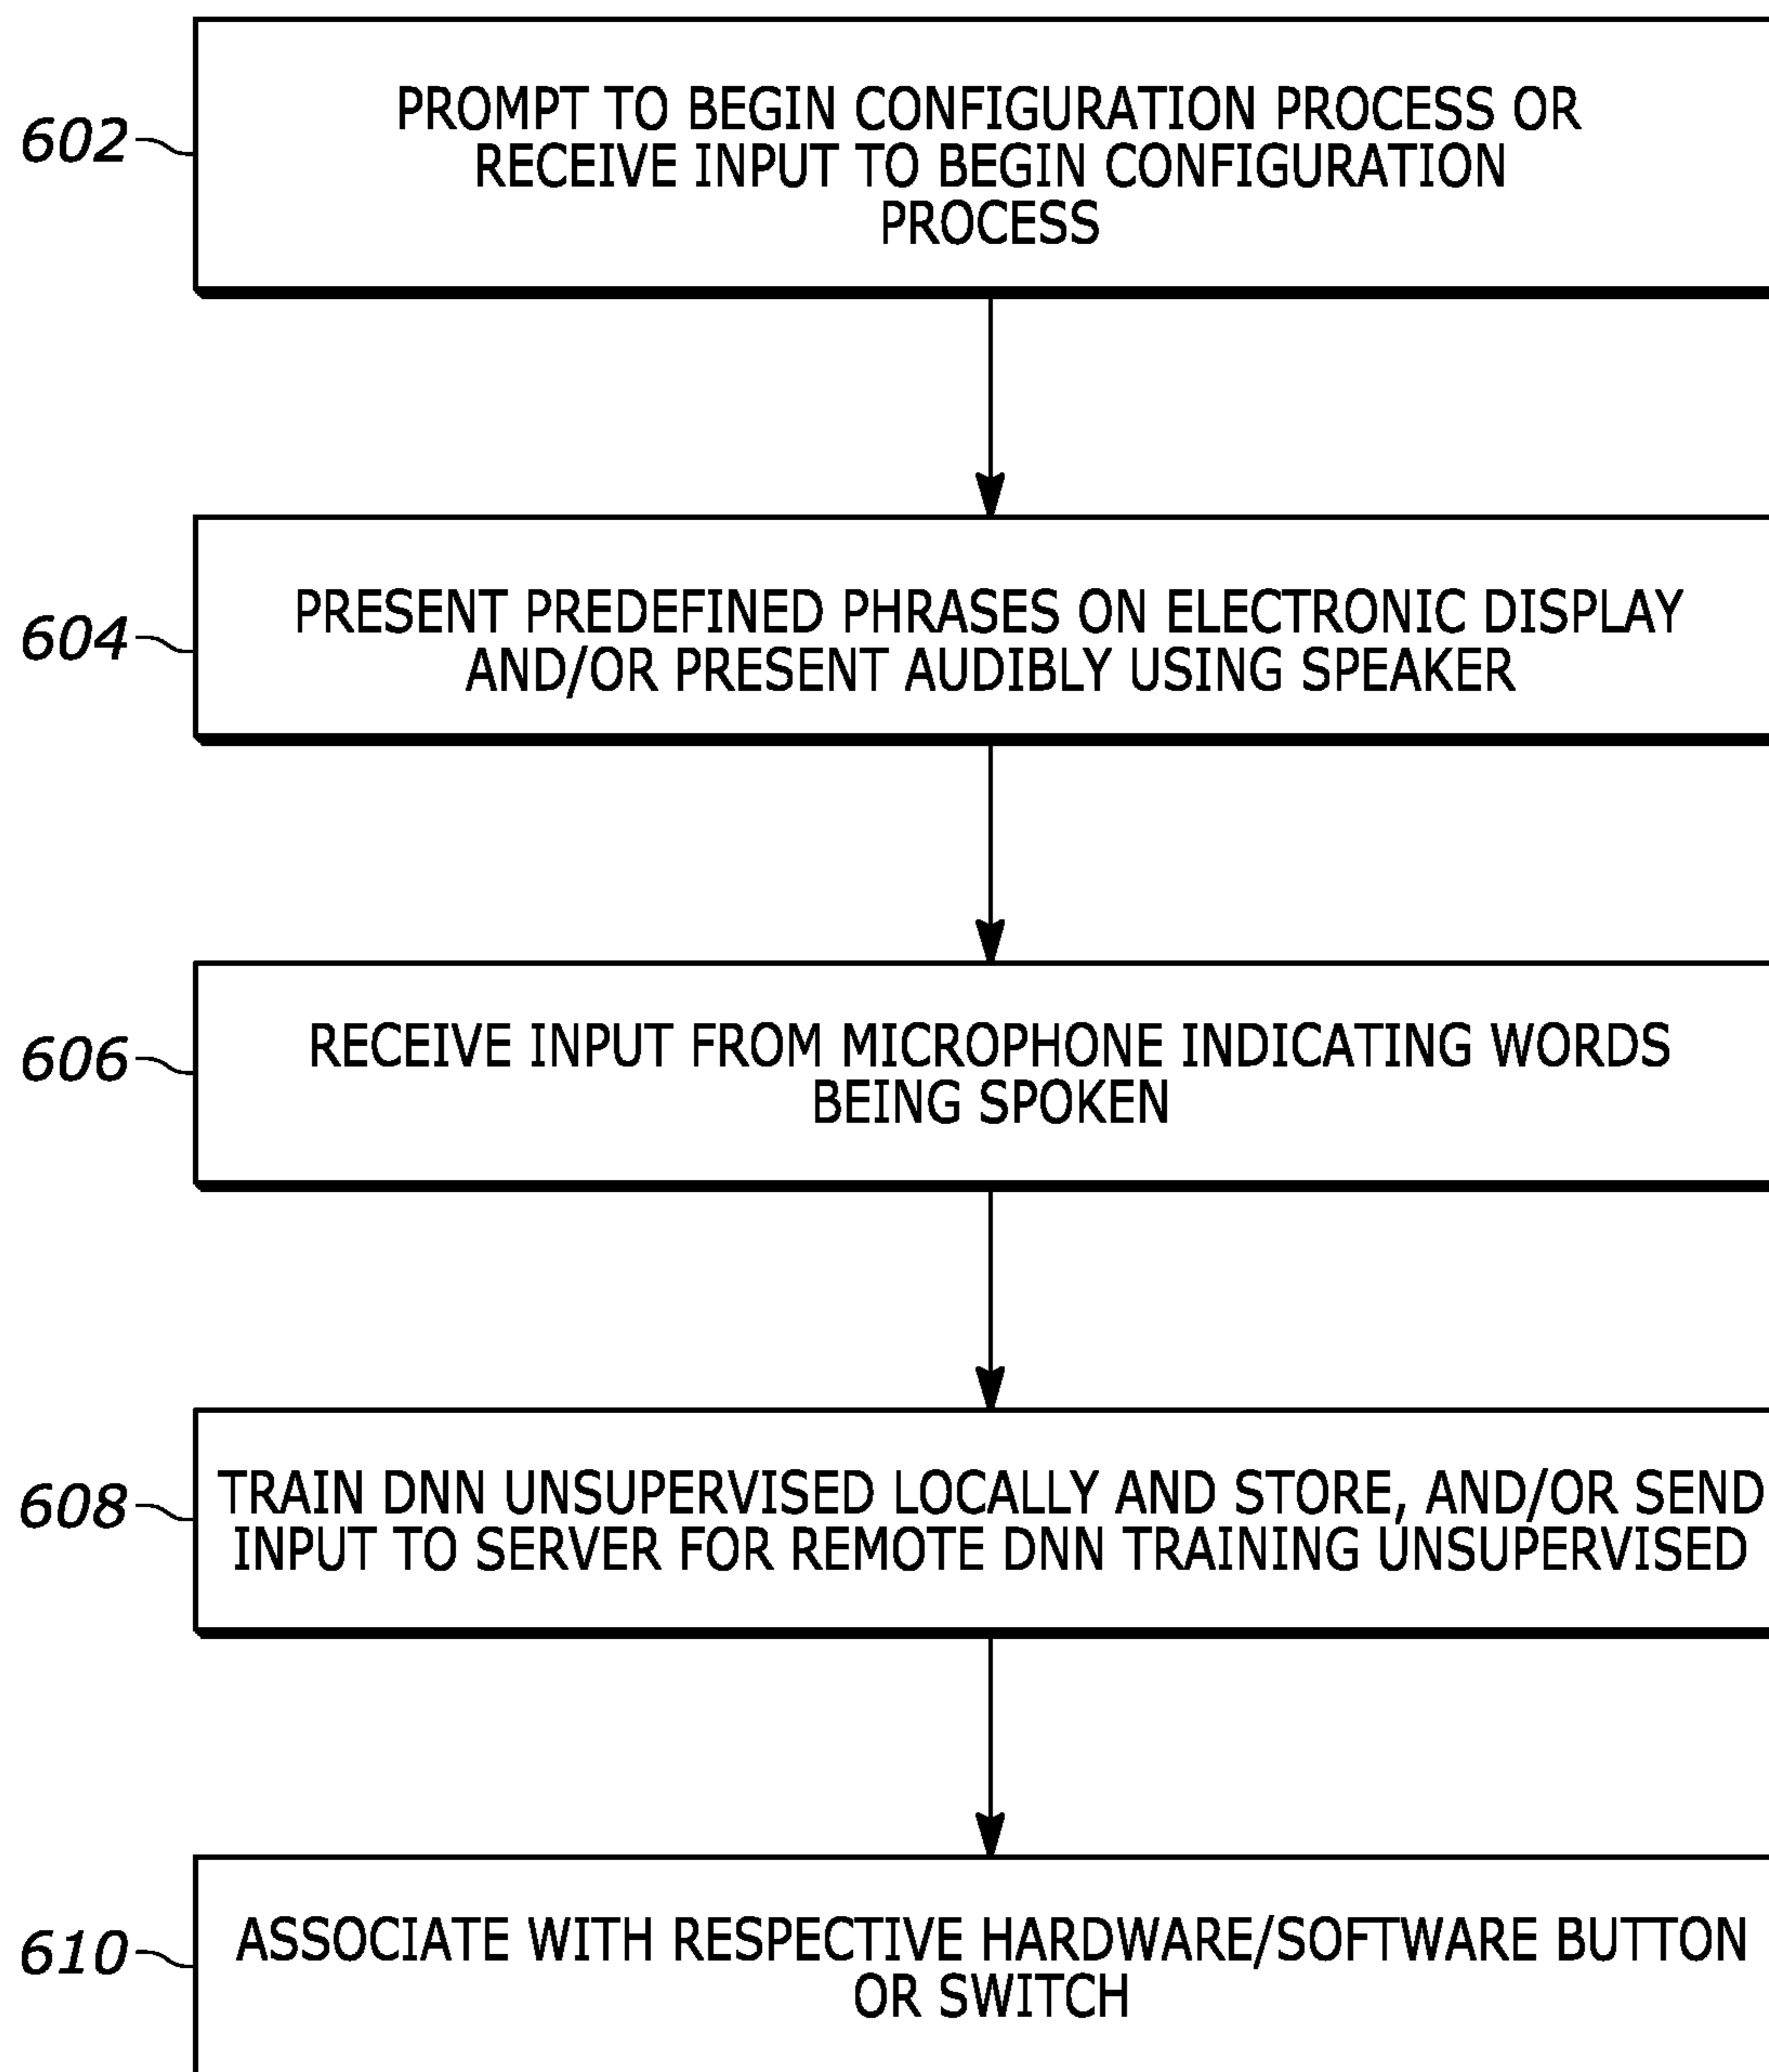 602
PROMPT TO BEGIN CONFIGURATION PROCESS OR
RECEIVE INPUT TO BEGIN CONFIGURATION
PROCESS
604
PRESENT PREDEFINED PHRASES ON ELECTRONIC DISPLAY
AND/OR PRESENT AUDIBLY USING SPEAKER
606
RECEIVE INPUT FROM MICROPHONE INDICATING WORDS
BEING SPOKEN
608
TRAIN DNN UNSUPERVISED LOCALLY AND STORE, AND/OR SEND
INPUT TO SERVER FOR REMOTE DNN TRAINING UNSUPERVISED
610
ASSOCIATE WITH RESPECTIVE HARDWARE/SOFTWARE BUTTON
OR SWITCH